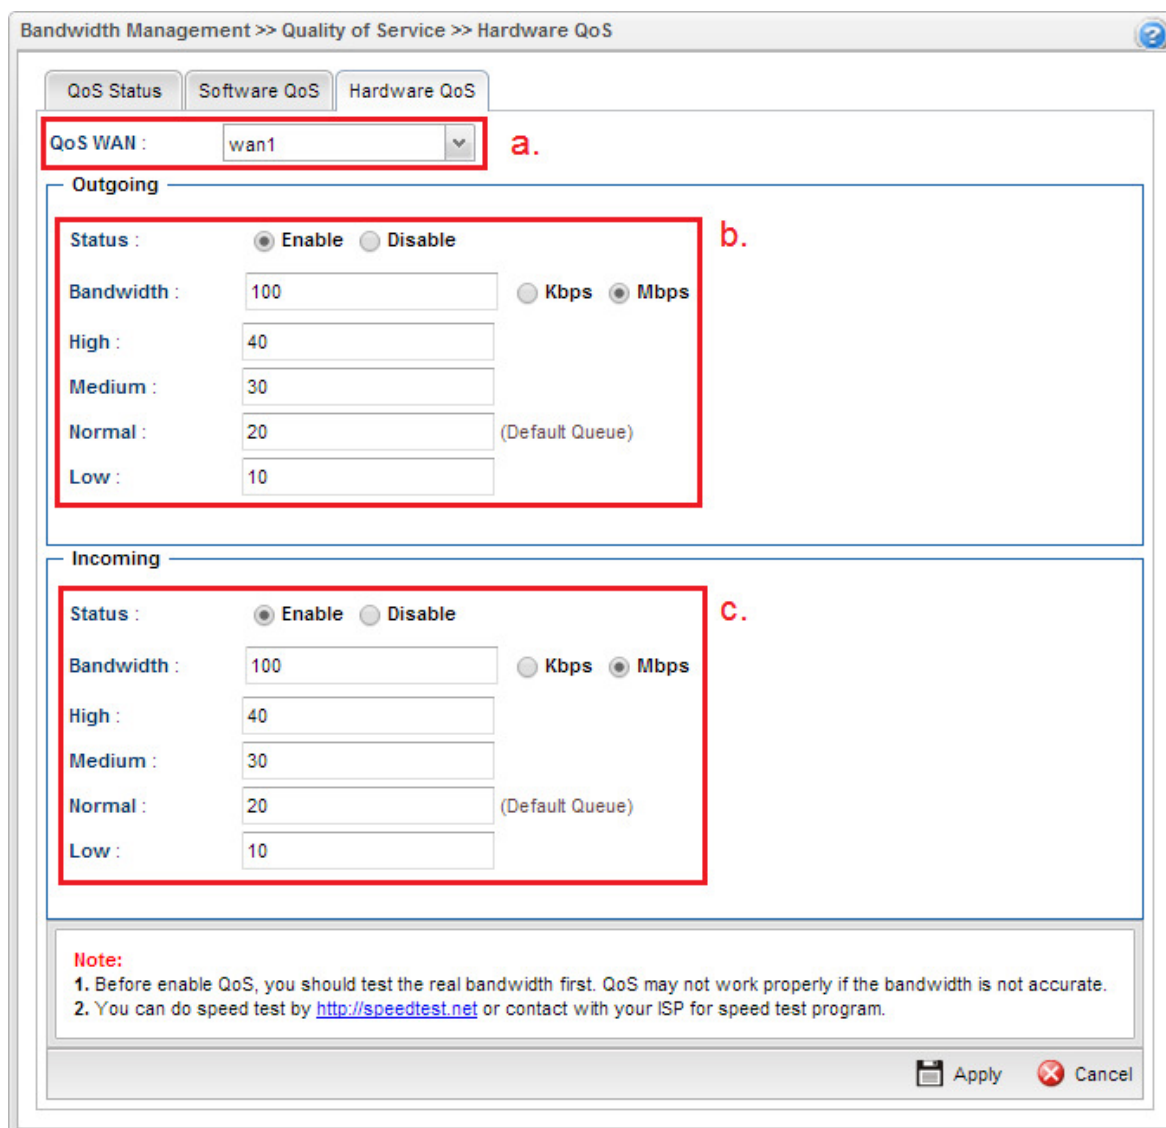 Bandwidth Management >> Quality of Service >> Hardware QoS
?
QoS Status Software QoS Hardware QoS
QoS WAN : wan1 a.
Outgoing
b.
Status : Enable Disable
Bandwidth : 100 Kbps Mbps
High : 40
Medium : 30
Normal : 20 (Default Queue)
Low : 10
Incoming
c.
Status : Enable Disable
Bandwidth : 100 Kbps Mbps
High : 40
Medium : 30
Normal : 20 (Default Queue)
Low : 10
Note:
1. Before enable QoS, you should test the real bandwidth first. QoS may not work properly if the bandwidth is not accurate.
2. You can do speed test by http://speedtest.net or contact with your ISP for speed test program.
Apply Cancel